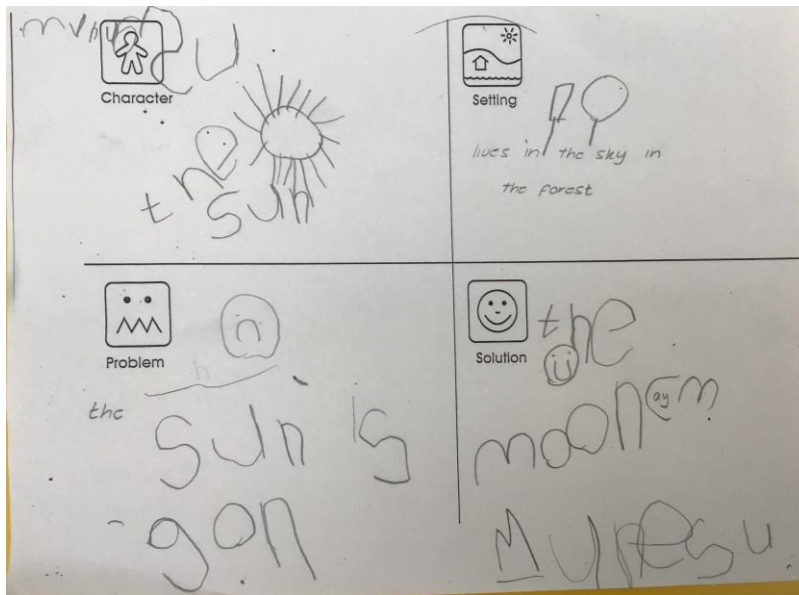 Character
the
sun
Setting
lives in the sky in
the forest
Problem
the
sun is
gon
Solution
the
moon
ay